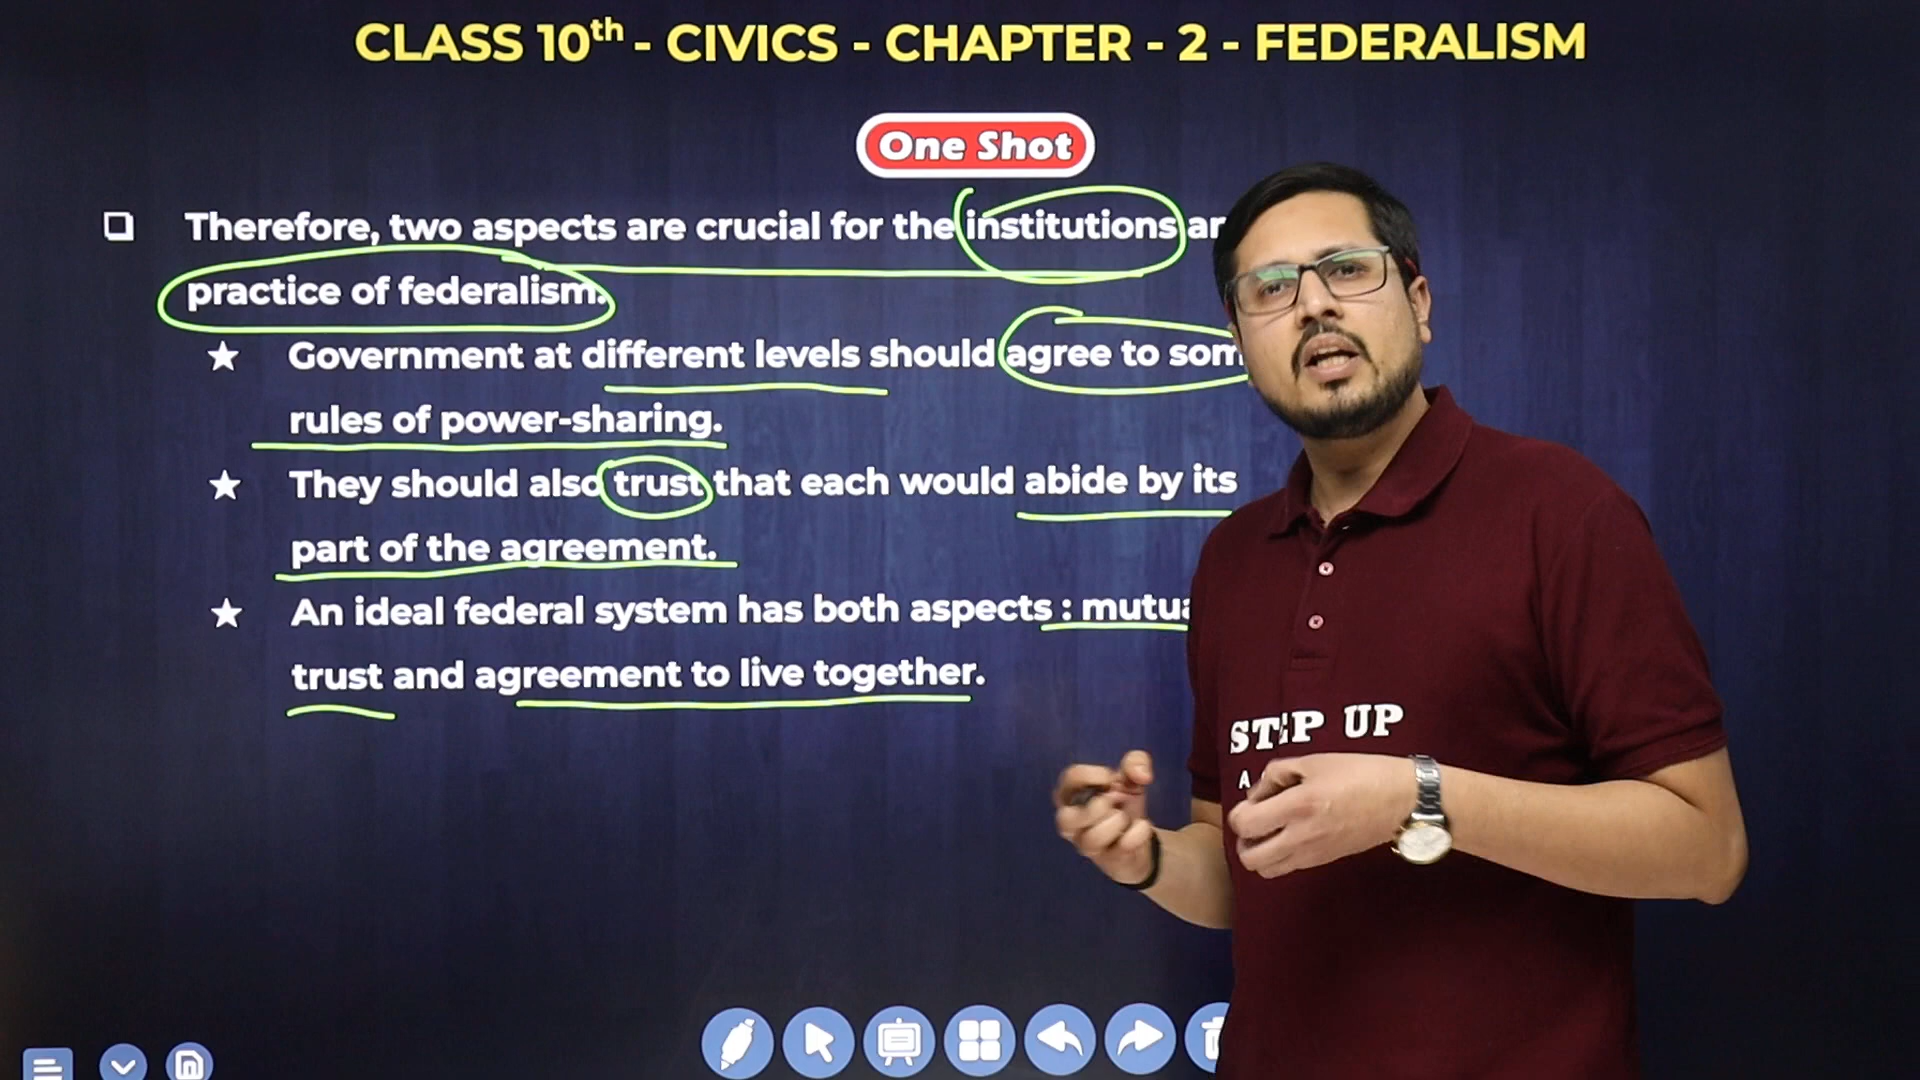 CLASS 10th - CIVICS - CHAPTER - 2 - FEDERALISM
One Shot
Therefore, two aspects are crucial for the institutions
practice of federalism.
Government at different levels should agree to
rules of power-sharing.
They should also trust that each would abide by its
part of the agreement.
An ideal federal system has both aspects :
trust and agreement to live together.
STEP UP